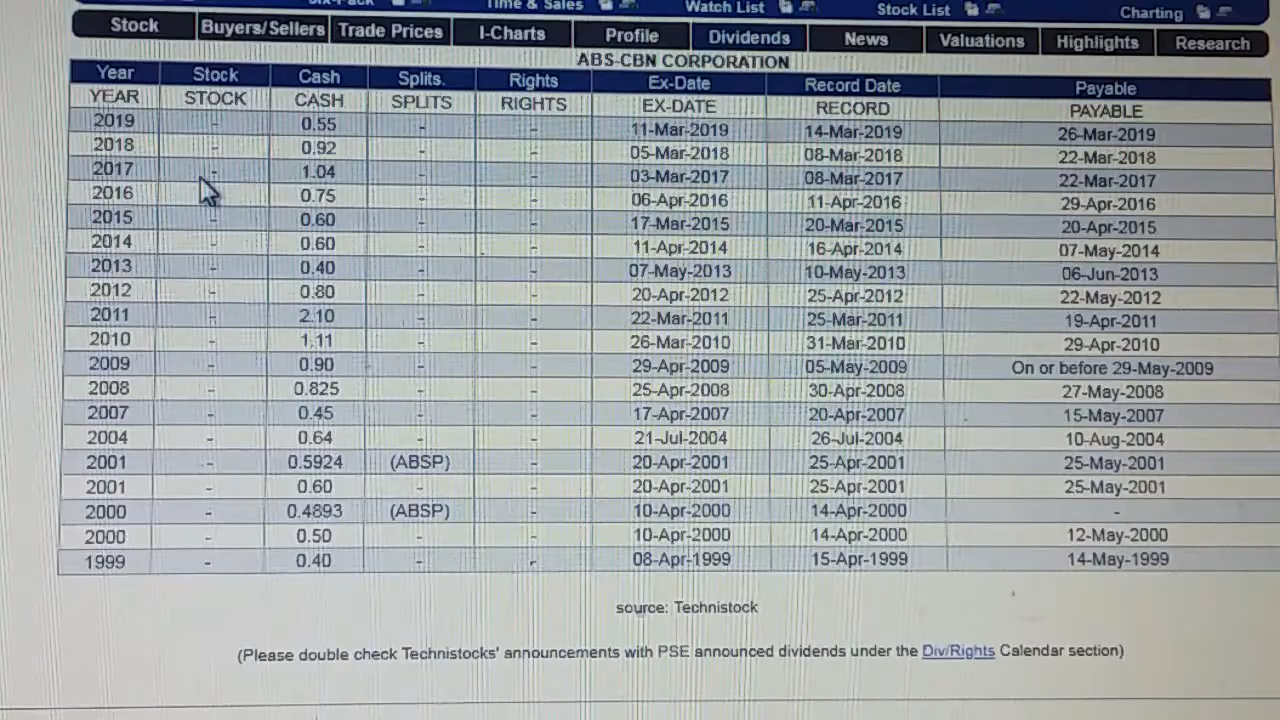 Time & Sales Watch List Stock List Charting
Stock Buyers/Sellers Trade Prices I-Charts Profile Dividends News Valuations Highlights Research
ABS-CBN CORPORATION
Year Stock Cash Splits. Rights Ex-Date Record Date Payable
YEAR STOCK CASH SPLITS RIGHTS EX-DATE RECORD PAYABLE
2019 - 0.55 - - 11-Mar-2019 14-Mar-2019 26-Mar-2019
2018 - 0.92 - - 05-Mar-2018 08-Mar-2018 22-Mar-2018
2017 - 1.04 - - 03-Mar-2017 08-Mar-2017 22-Mar-2017
2016 - 0.75 - - 06-Apr-2016 11-Apr-2016 29-Apr-2016
2015 - 0.60 - - 17-Mar-2015 20-Mar-2015 20-Apr-2015
2014 - 0.60 - - 11-Apr-2014 16-Apr-2014 07-May-2014
2013 - 0.40 - - 07-May-2013 10-May-2013 06-Jun-2013
2012 - 0.80 - - 20-Apr-2012 25-Apr-2012 22-May-2012
2011 - 2.10 - - 22-Mar-2011 25-Mar-2011 19-Apr-2011
2010 - 1.11 - - 26-Mar-2010 31-Mar-2010 29-Apr-2010
2009 - 0.90 - - 29-Apr-2009 05-May-2009 On or before 29-May-2009
2008 - 0.825 - - 25-Apr-2008 30-Apr-2008 27-May-2008
2007 - 0.45 - - 17-Apr-2007 20-Apr-2007 15-May-2007
2004 - 0.64 - - 21-Jul-2004 26-Jul-2004 10-Aug-2004
2001 - 0.5924 (ABSP) - 20-Apr-2001 25-Apr-2001 25-May-2001
2001 - 0.60 - - 20-Apr-2001 25-Apr-2001 25-May-2001
2000 - 0.4893 (ABSP) - 10-Apr-2000 14-Apr-2000 -
2000 - 0.50 - - 10-Apr-2000 14-Apr-2000 12-May-2000
1999 - 0.40 - - 08-Apr-1999 15-Apr-1999 14-May-1999
source: Technistock
(Please double check Technistocks' announcements with PSE announced dividends under the Div/Rights Calendar section)